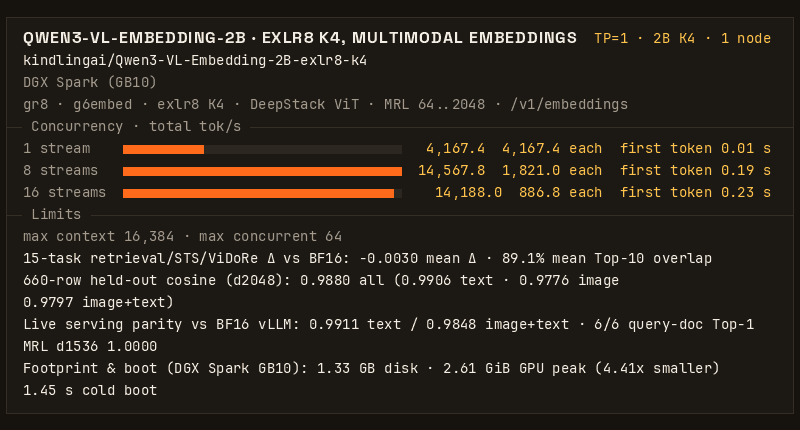 QWEN3-VL-EMBEDDING-2B · EXLR8 K4, MULTIMODAL EMBEDDINGS TP=1 · 2B K4 · 1 node
kindlingai/Qwen3-VL-Embedding-2B-exlr8-k4
DGX Spark (GB10)
gr8 · g6embed · exlr8 K4 · DeepStack ViT · MRL 64..2048 · /v1/embeddings
Concurrency · total tok/s
1 stream 4,167.4 4,167.4 each first token 0.01 s
8 streams 14,567.8 1,821.0 each first token 0.19 s
16 streams 14,188.0 886.8 each first token 0.23 s
Limits
max context 16,384 · max concurrent 64
15-task retrieval/STS/ViDoRe Δ vs BF16: -0.0030 mean Δ · 89.1% mean Top-10 overlap
660-row held-out cosine (d2048): 0.9880 all (0.9906 text · 0.9776 image
0.9797 image+text)
Live serving parity vs BF16 vLLM: 0.9911 text / 0.9848 image+text · 6/6 query-doc Top-1
MRL d1536 1.0000
Footprint & boot (DGX Spark GB10): 1.33 GB disk · 2.61 GiB GPU peak (4.41x smaller)
1.45 s cold boot